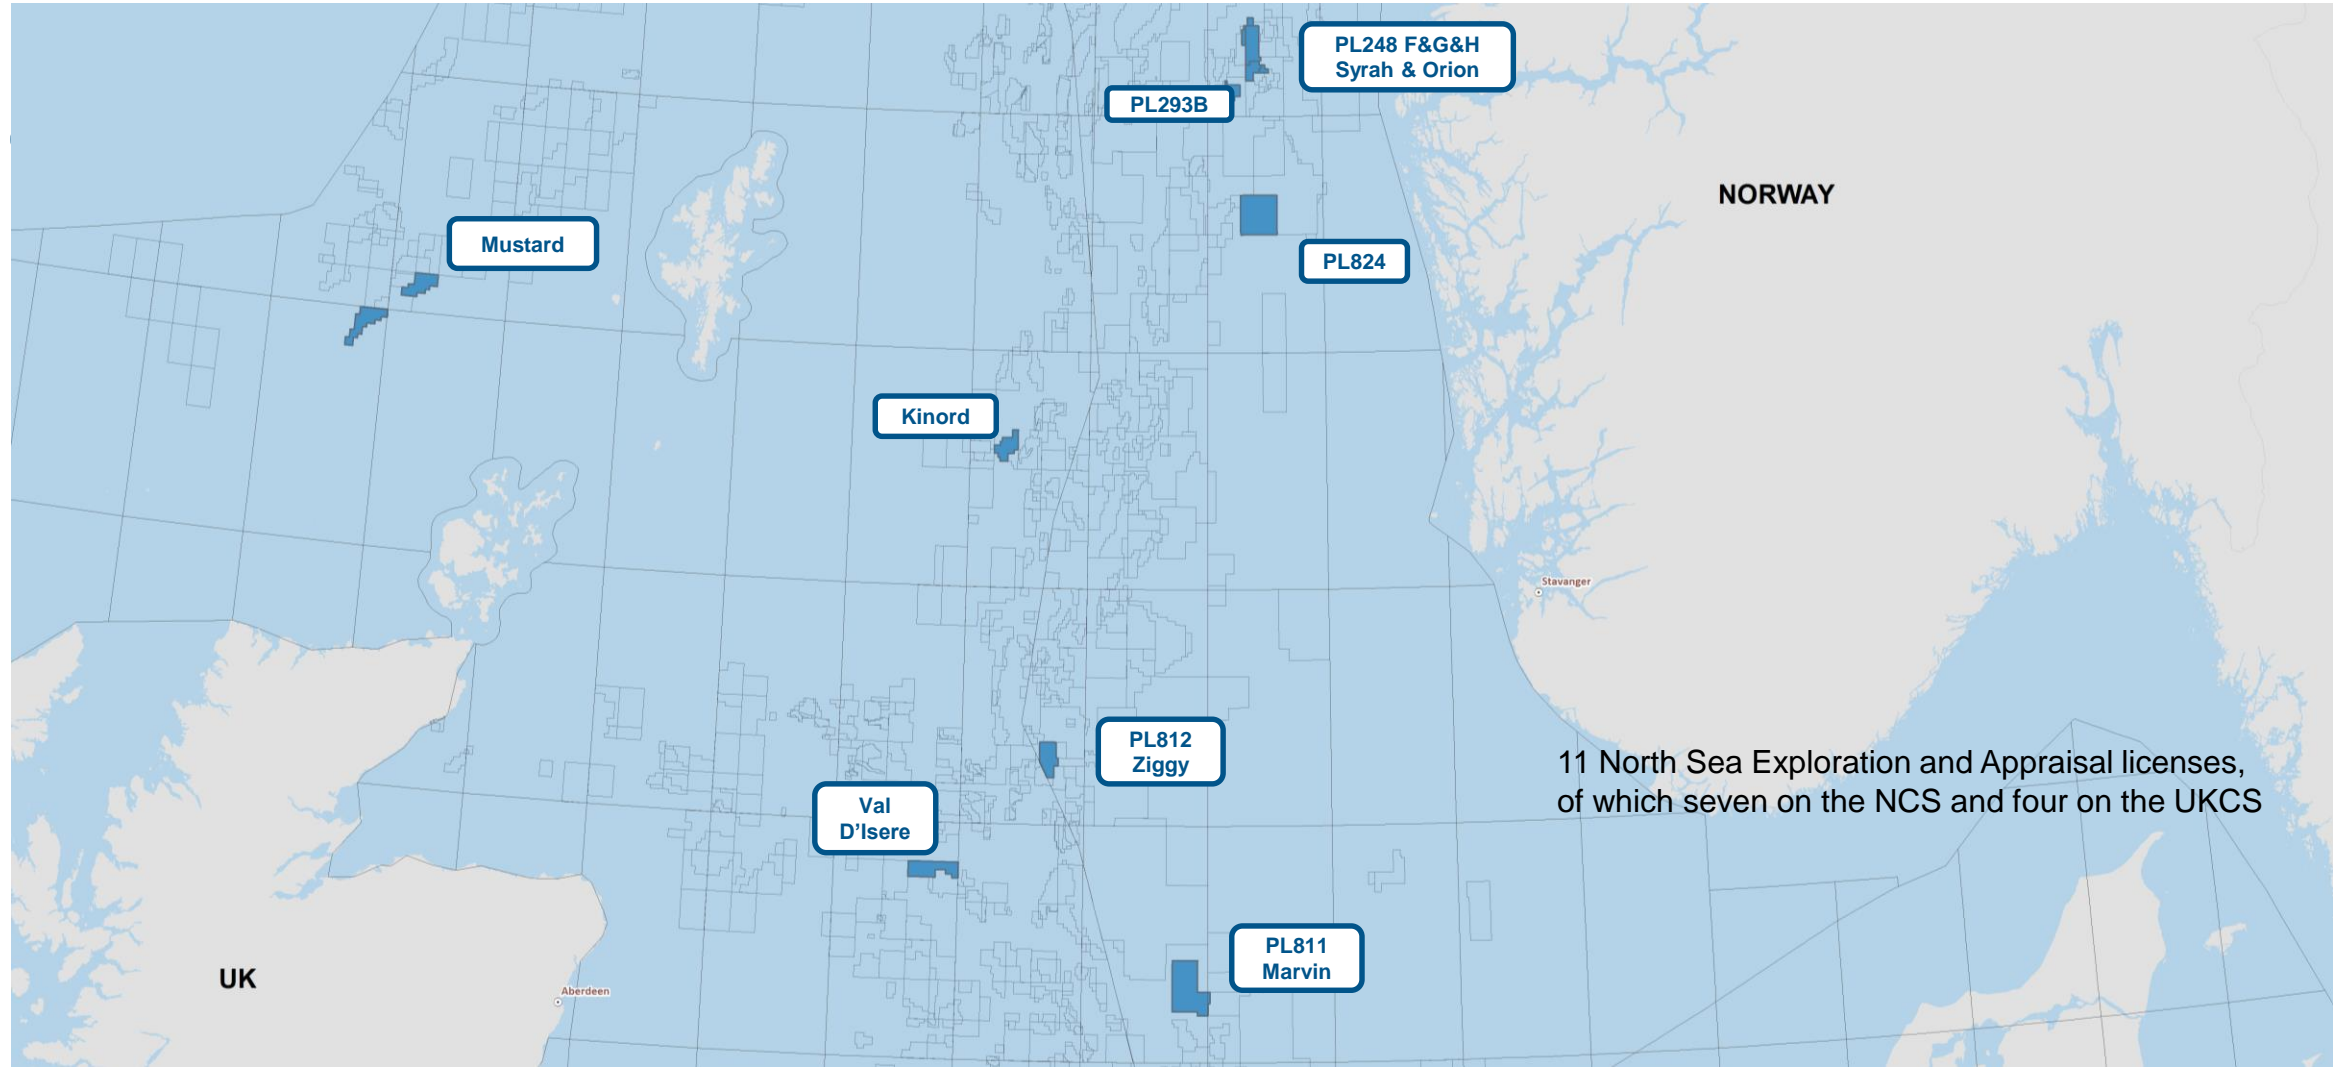 PL248 F&G&H
Syrah & Orion
PL293B
NORWAY
Mustard
PL824
Kinord
Stavanger
PL812
Ziggy
11 North Sea Exploration and Appraisal licenses,
of which seven on the NCS and four on the UKCS
Val
D’Isere
PL811
Marvin
UK
Aberdeen